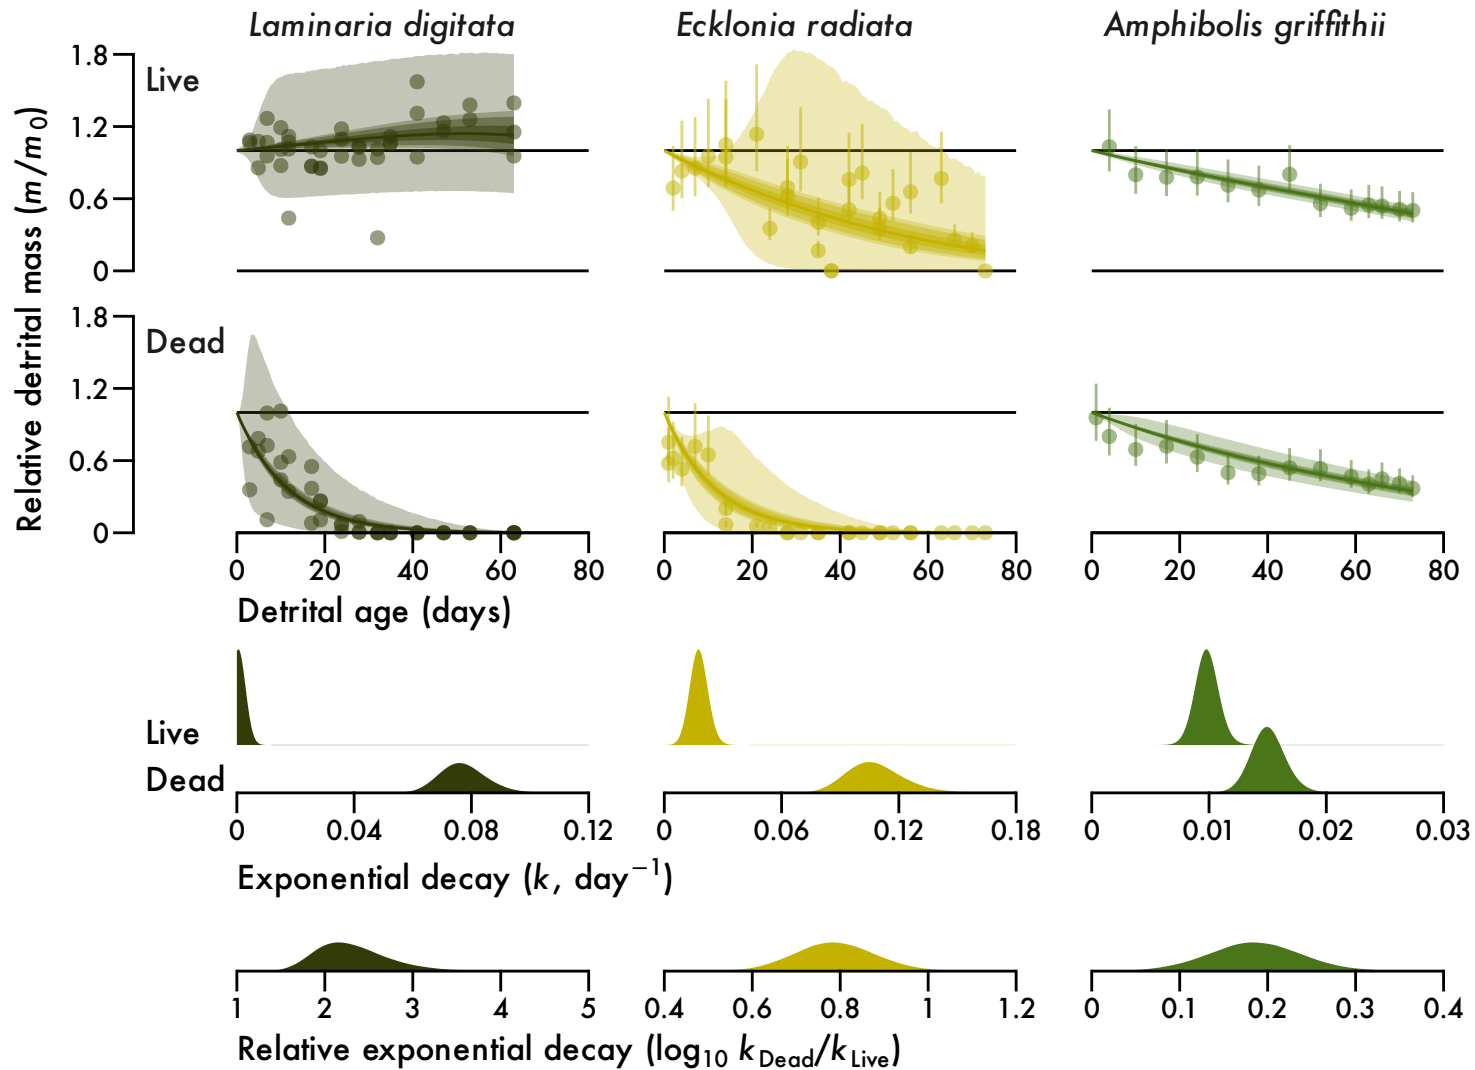 Laminaria digitata
Ecklonia radiata
Amphibolis griffithii
Relative detrital mass (m/m0)
1.8
1.2
0.6
0
Live
1.8
1.2
0.6
0
Dead
0 20 40 60 80
0 20 40 60 80
0 20 40 60 80
Detrital age (days)
Live
Dead
0 0.04 0.08 0.12
0 0.06 0.12 0.18
0 0.01 0.02 0.03
Exponential decay (k, day−1)
1 2 3 4 5
0.4 0.6 0.8 1 1.2
0 0.1 0.2 0.3 0.4
Relative exponential decay (log10 kDead/kLive)